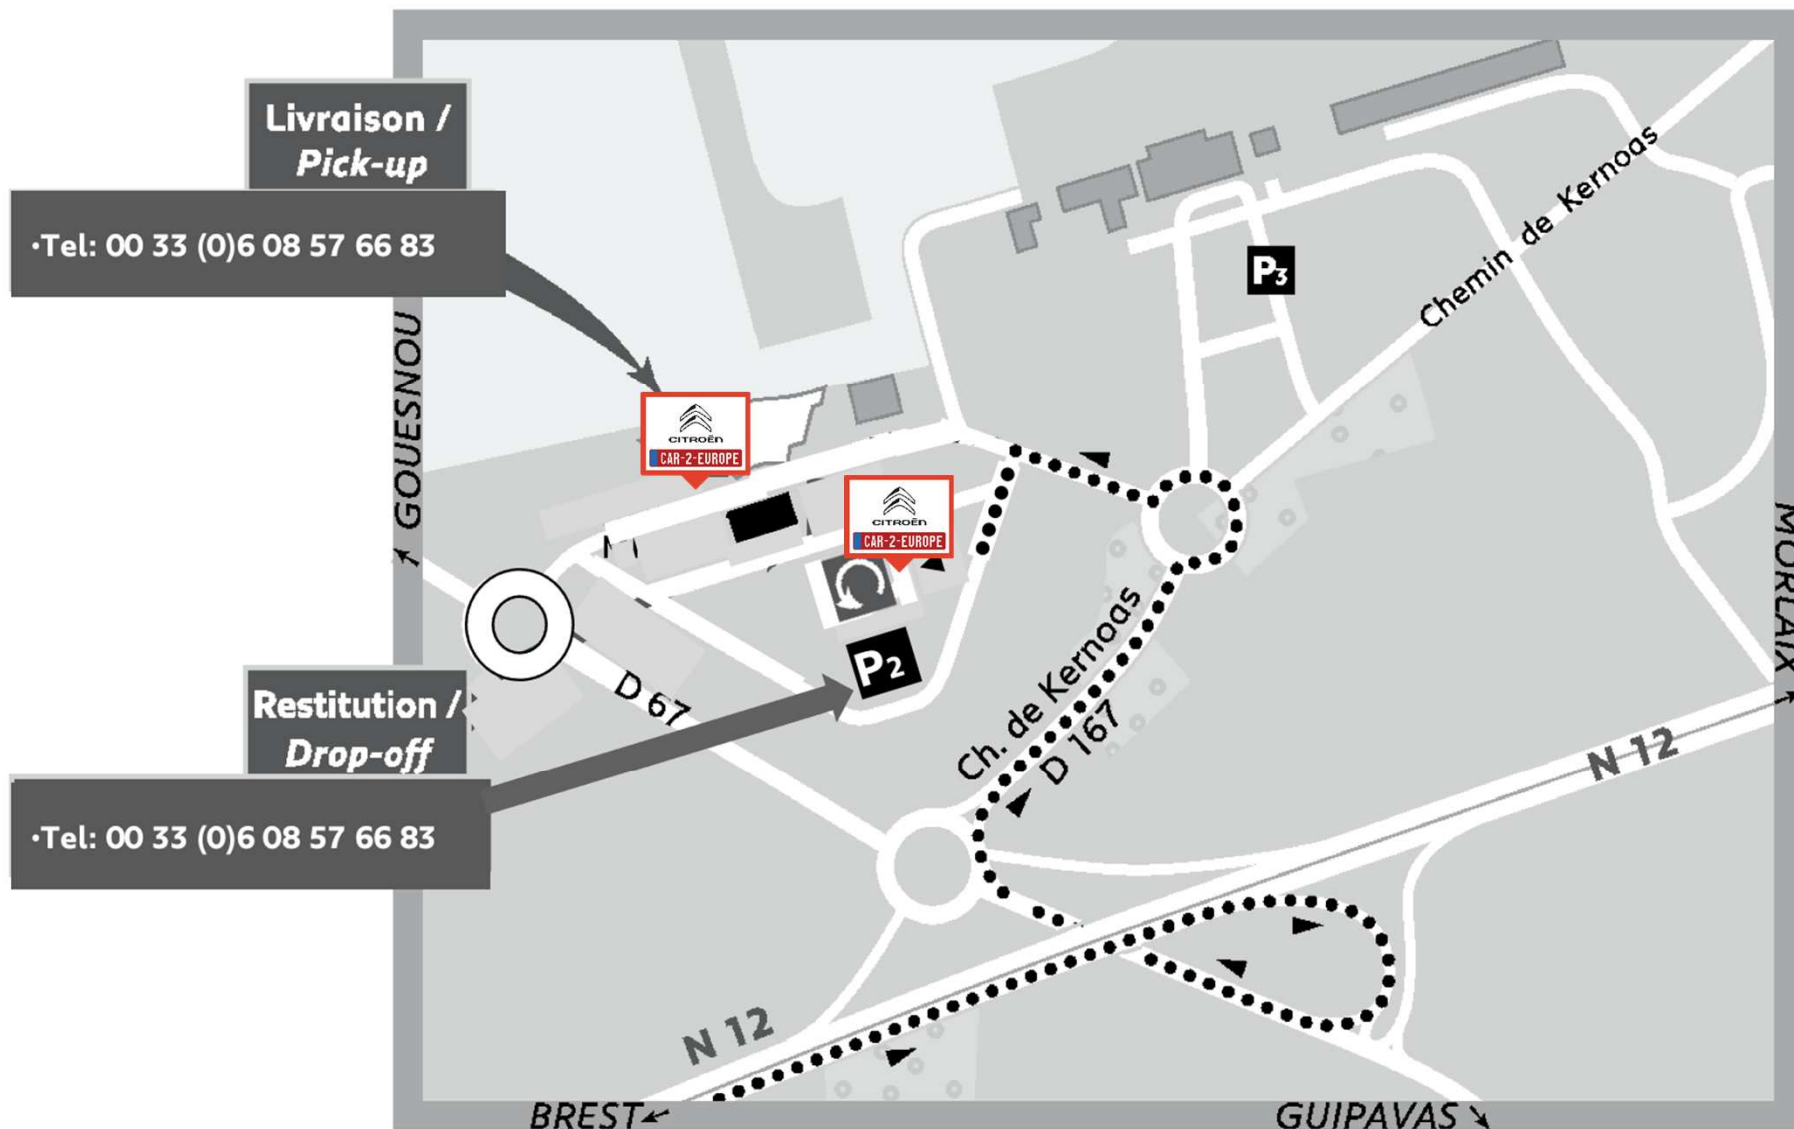 Livraison /
Pick-up
•Tel: 00 33 (0)6 08 57 66 83
GOUESNOU
Chemin de Kernoas
P3
CITROËN
CAR-2-EUROPE
CITROËN
CAR-2-EUROPE
P2
MORLAIX
D 67
Ch. de Kernoas
D 167
N 12
Restitution /
Drop-off
•Tel: 00 33 (0)6 08 57 66 83
N 12
BREST
GUIPAVAS